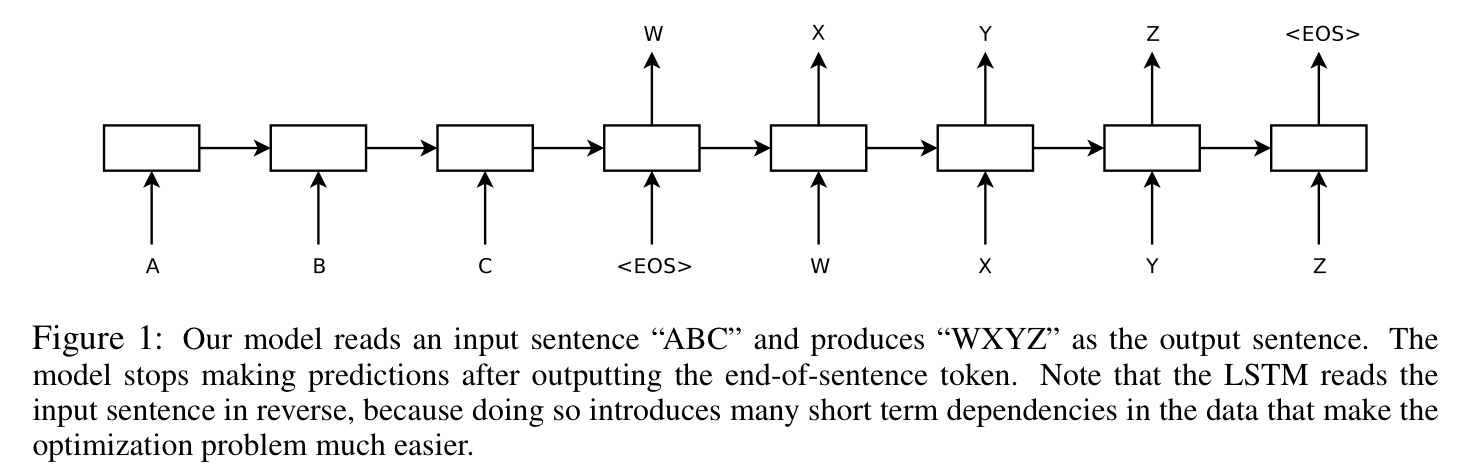 W X Y Z <EOS>
A B C <EOS> W X Y Z
Figure 1: Our model reads an input sentence “ABC” and produces “WXYZ” as the output sentence. The
model stops making predictions after outputting the end-of-sentence token. Note that the LSTM reads the
input sentence in reverse, because doing so introduces many short term dependencies in the data that make the
optimization problem much easier.